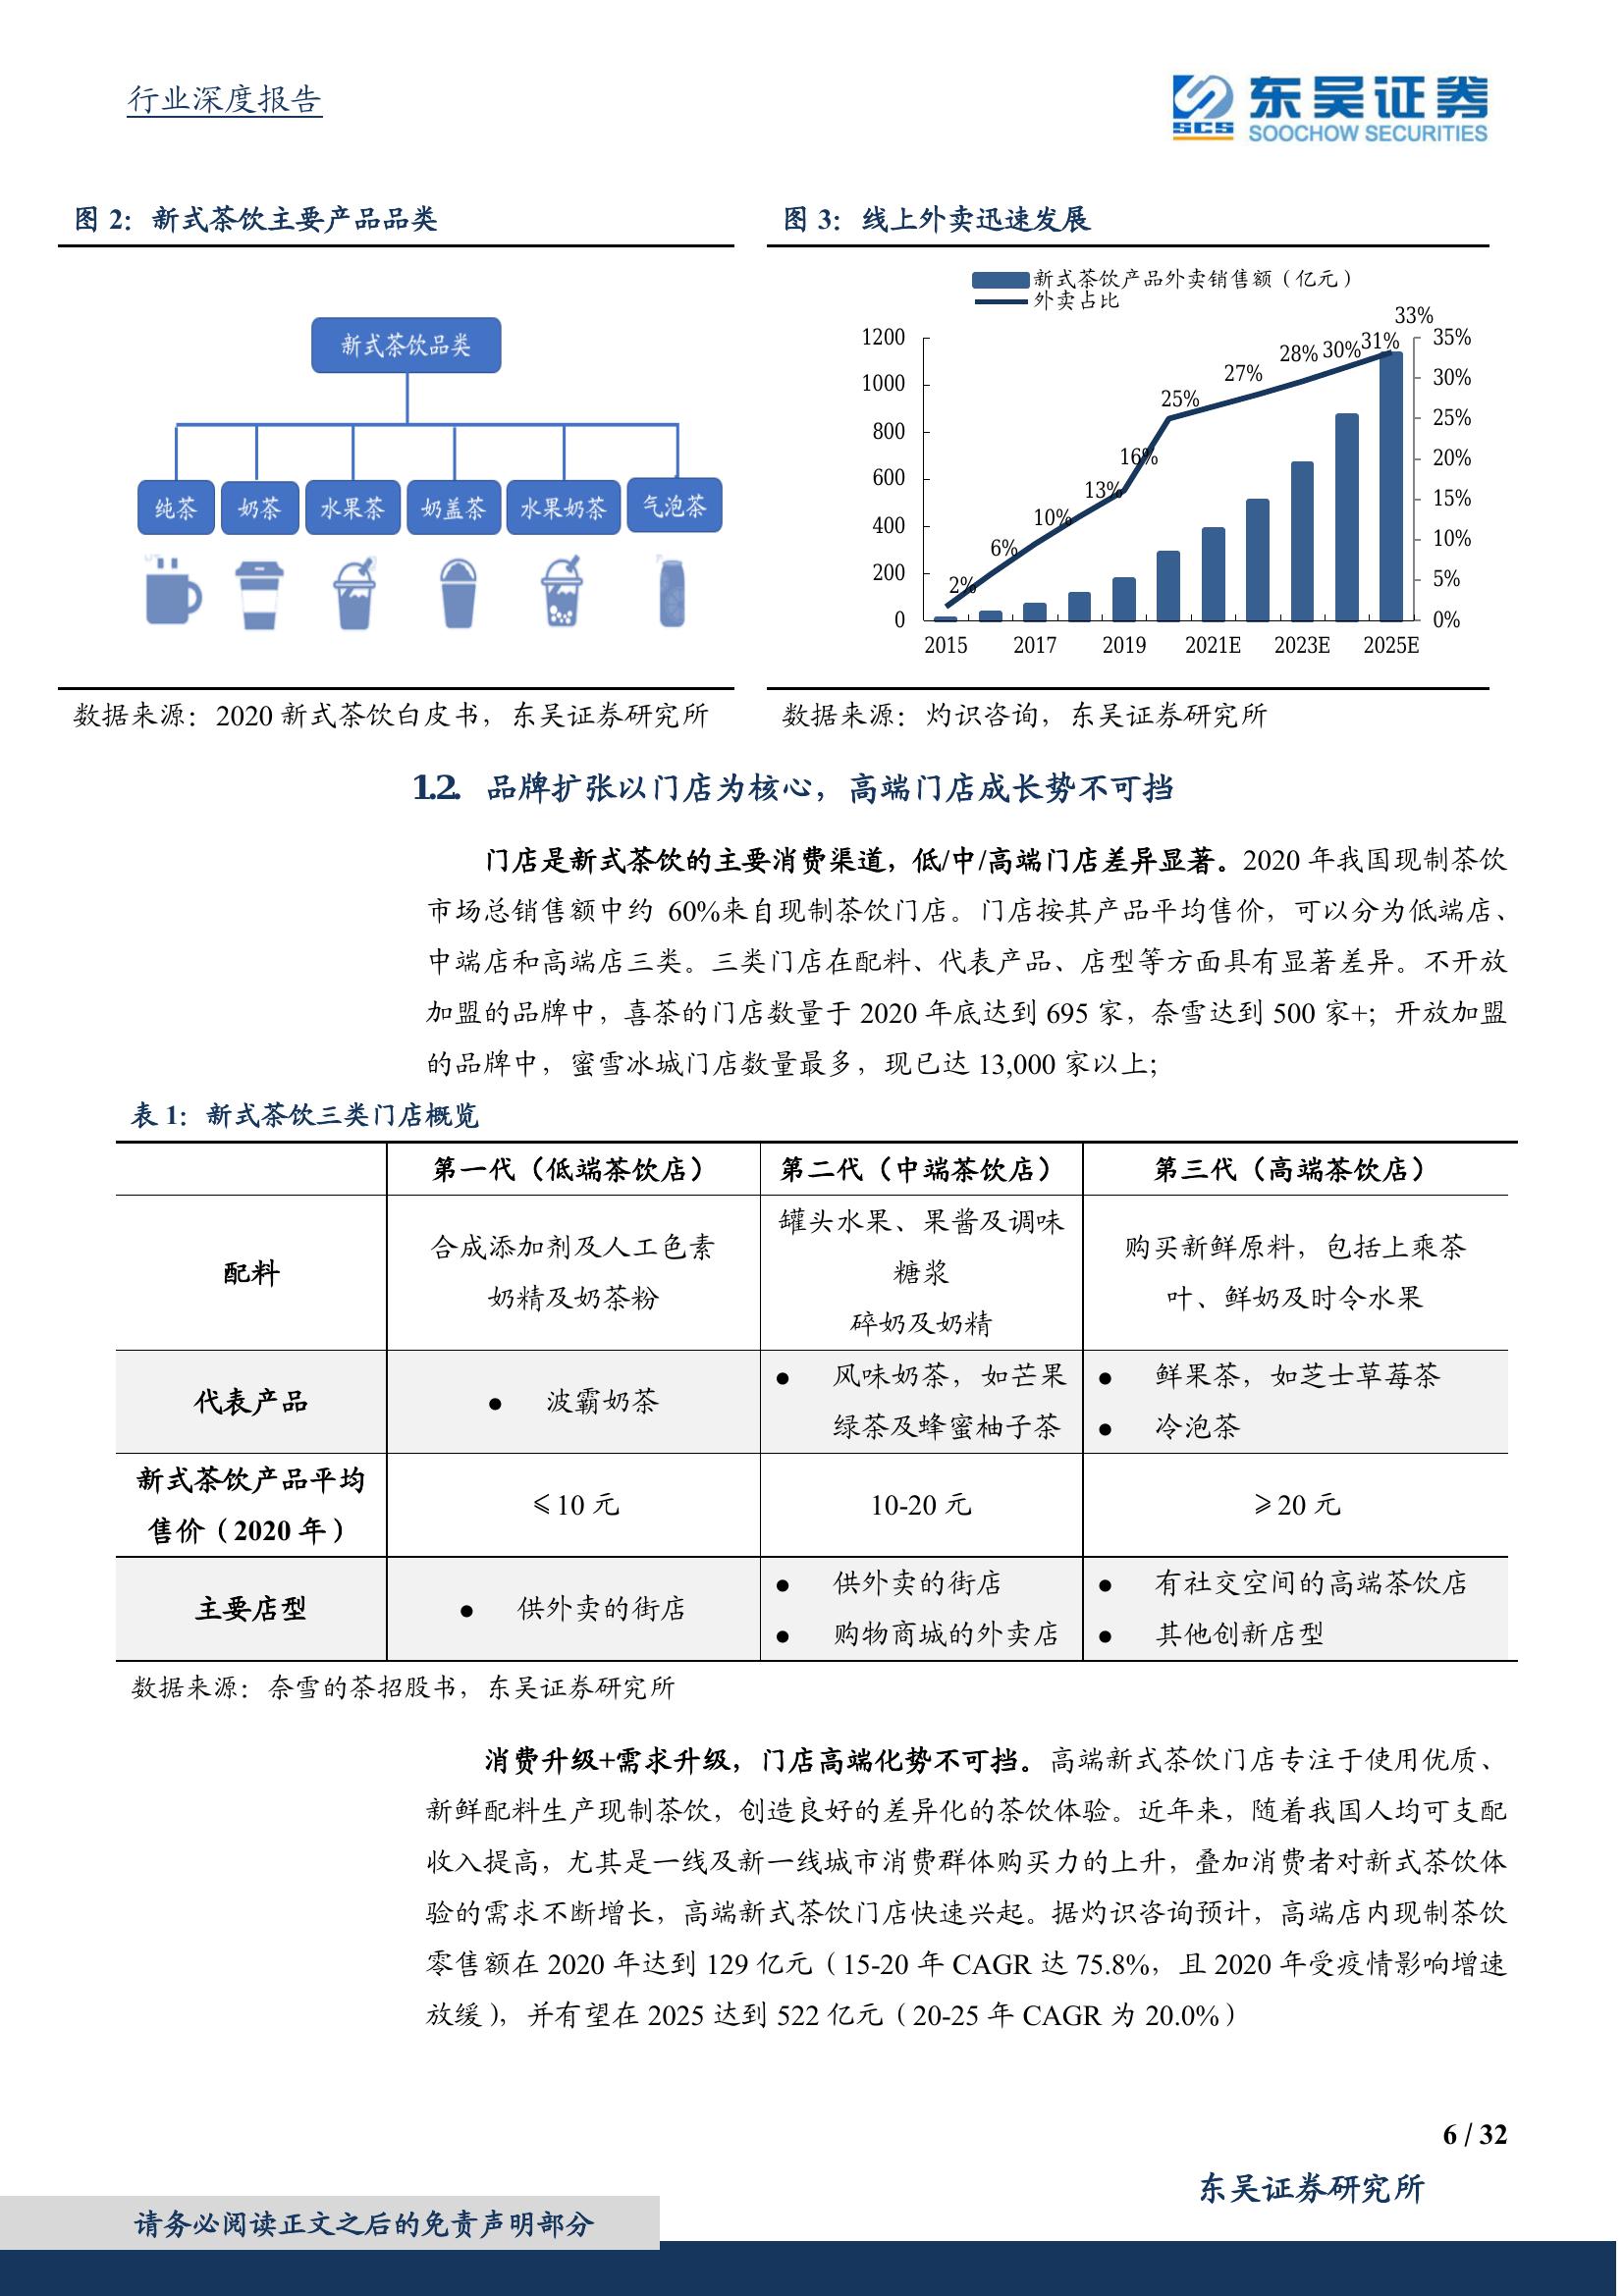 行业深度报告
东吴证券
SCS
SOOCHOW SECURITIES
图 2：新式茶饮主要产品品类
新式茶饮品类
纯茶 奶茶 水果茶 奶盖茶 水果奶茶 气泡茶
数据来源：2020 新式茶饮白皮书，东吴证券研究所
图 3：线上外卖迅速发展
新式茶饮产品外卖销售额（亿元）
外卖占比
1200
1000
800
600
400
200
0
2% 6% 10% 13% 16% 25% 27% 28% 30% 31% 33%
35%
30%
25%
20%
15%
10%
5%
0%
2015 2017 2019 2021E 2023E 2025E
数据来源：灼识咨询，东吴证券研究所
1.2. 品牌扩张以门店为核心，高端门店成长势不可挡
门店是新式茶饮的主要消费渠道，低/中/高端门店差异显著。2020 年我国现制茶饮
市场总销售额中约 60%来自现制茶饮门店。门店按其产品平均售价，可以分为低端店、
中端店和高端店三类。三类门店在配料、代表产品、店型等方面具有显著差异。不开放
加盟的品牌中，喜茶的门店数量于 2020 年底达到 695 家，奈雪达到 500 家+；开放加盟
的品牌中，蜜雪冰城门店数量最多，现已达 13,000 家以上；
表 1：新式茶饮三类门店概览
第一代（低端茶饮店） 第二代（中端茶饮店） 第三代（高端茶饮店）
配料
合成添加剂及人工色素
奶精及奶茶粉
罐头水果、果酱及调味
糖浆
碎奶及奶精
购买新鲜原料，包括上乘茶
叶、鲜奶及时令水果
代表产品
● 波霸奶茶
● 风味奶茶，如芒果
绿茶及蜂蜜柚子茶
● 鲜果茶，如芝士草莓茶
● 冷泡茶
新式茶饮产品平均
售价（2020 年）
≤10 元
10-20 元
≥20 元
主要店型
● 供外卖的街店
● 供外卖的街店
● 购物商城的外卖店
● 有社交空间的高端茶饮店
● 其他创新店型
数据来源：奈雪的茶招股书，东吴证券研究所
消费升级+需求升级，门店高端化势不可挡。高端新式茶饮门店专注于使用优质、
新鲜配料生产现制茶饮，创造良好的差异化的茶饮体验。近年来，随着我国人均可支配
收入提高，尤其是一线及新一线城市消费群体购买力的上升，叠加消费者对新式茶饮体
验的需求不断增长，高端新式茶饮门店快速兴起。据灼识咨询预计，高端店内现制茶饮
零售额在 2020 年达到 129 亿元（15-20 年 CAGR 达 75.8%，且 2020 年受疫情影响增速
放缓），并有望在 2025 达到 522 亿元（20-25 年 CAGR 为 20.0%）
6 / 32
东吴证券研究所
请务必阅读正文之后的免责声明部分